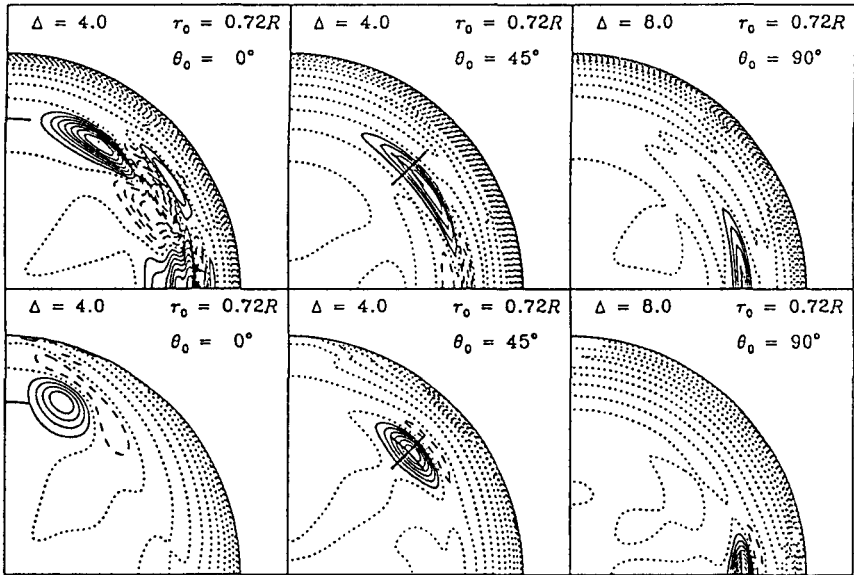 Δ = 4.0 r₀ = 0.72R
θ₀ = 0°
Δ = 4.0 r₀ = 0.72R
θ₀ = 45°
Δ = 8.0 r₀ = 0.72R
θ₀ = 90°
Δ = 4.0 r₀ = 0.72R
θ₀ = 0°
Δ = 4.0 r₀ = 0.72R
θ₀ = 45°
Δ = 8.0 r₀ = 0.72R
θ₀ = 90°